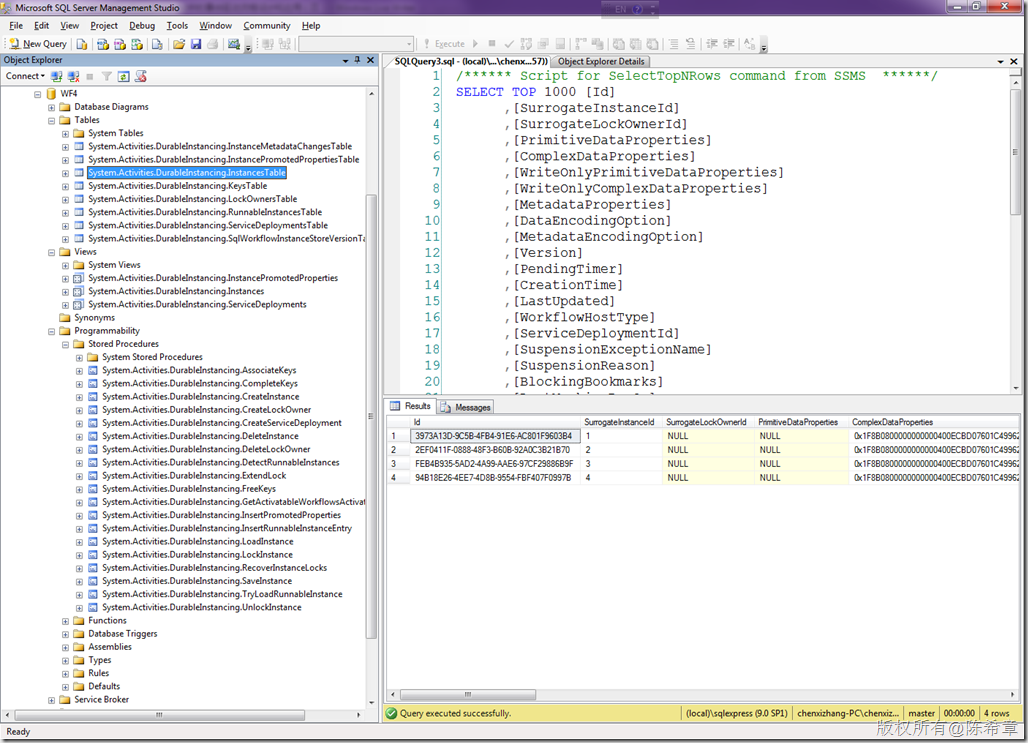 Microsoft SQL Server Management Studio
EN
File Edit View Project Debug Tools Window Community Help
New Query
Execute
Object Explorer
SQLQuery3.sql - (local)\...\chenx...57))
Object Explorer Details
Connect
WF4
Database Diagrams
Tables
System Tables
System.Activities.DurableInstancing.InstanceMetadataChangesTable
System.Activities.DurableInstancing.InstancePromotedPropertiesTable
System.Activities.DurableInstancing.InstancesTable
System.Activities.DurableInstancing.KeysTable
System.Activities.DurableInstancing.LockOwnersTable
System.Activities.DurableInstancing.RunnableInstancesTable
System.Activities.DurableInstancing.ServiceDeploymentsTable
System.Activities.DurableInstancing.SqlWorkflowInstanceStoreVersionTa
Views
System Views
System.Activities.DurableInstancing.InstancePromotedProperties
System.Activities.DurableInstancing.Instances
System.Activities.DurableInstancing.ServiceDeployments
Synonyms
Programmability
Stored Procedures
System Stored Procedures
System.Activities.DurableInstancing.AssociateKeys
System.Activities.DurableInstancing.CompleteKeys
System.Activities.DurableInstancing.CreateInstance
System.Activities.DurableInstancing.CreateLockOwner
System.Activities.DurableInstancing.CreateServiceDeployment
System.Activities.DurableInstancing.DeleteInstance
System.Activities.DurableInstancing.DeleteLockOwner
System.Activities.DurableInstancing.DetectRunnableInstances
System.Activities.DurableInstancing.ExtendLock
System.Activities.DurableInstancing.FreeKeys
System.Activities.DurableInstancing.GetActivatableWorkflowsActivat
System.Activities.DurableInstancing.InsertPromotedProperties
System.Activities.DurableInstancing.InsertRunnableInstanceEntry
System.Activities.DurableInstancing.LoadInstance
System.Activities.DurableInstancing.LockInstance
System.Activities.DurableInstancing.RecoverInstanceLocks
System.Activities.DurableInstancing.SaveInstance
System.Activities.DurableInstancing.TryLoadRunnableInstance
System.Activities.DurableInstancing.UnlockInstance
Functions
Database Triggers
Assemblies
Types
Rules
Defaults
Service Broker
1 /****** Script for SelectTopNRows command from SSMS ******/
2 SELECT TOP 1000 [Id]
3 ,[SurrogateInstanceId]
4 ,[SurrogateLockOwnerId]
5 ,[PrimitiveDataProperties]
6 ,[ComplexDataProperties]
7 ,[WriteOnlyPrimitiveDataProperties]
8 ,[WriteOnlyComplexDataProperties]
9 ,[MetadataProperties]
10 ,[DataEncodingOption]
11 ,[MetadataEncodingOption]
12 ,[Version]
13 ,[PendingTimer]
14 ,[CreationTime]
15 ,[LastUpdated]
16 ,[WorkflowHostType]
17 ,[ServiceDeploymentId]
18 ,[SuspensionExceptionName]
19 ,[SuspensionReason]
20 ,[BlockingBookmarks]
Results Messages
Id SurrogateInstanceId SurrogateLockOwnerId PrimitiveDataProperties ComplexDataProperties
1 3973A13D-9C5B-4FB4-91E6-AC801F9603B4 1 NULL NULL 0x1F8B0800000000000400ECBD07601C49962
2 2EF0411F-0888-48F3-B60B-92A0C3B21B70 2 NULL NULL 0x1F8B0800000000000400ECBD07601C49962
3 FEB4B935-5AD2-4A99-AAE6-97CF29886B9F 3 NULL NULL 0x1F8B0800000000000400ECBD07601C49962
4 94B18E26-4EE7-4D8B-9554-FBF407F0997B 4 NULL NULL 0x1F8B0800000000000400ECBD07601C49962
Query executed successfully. (local)\sqlexpress (9.0 SP1) chenxizhang-PC\chenxiz... master 00:00:00 4 rows
Ready
版权所有@陈希章